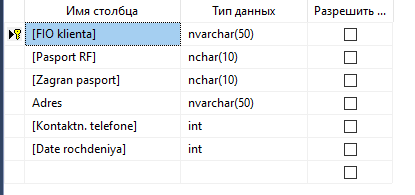 Имя столбца Тип данных Разрешить ...
[FIO klienta] nvarchar(50)
[Pasport RF] nchar(10)
[Zagran pasport] nchar(10)
Adres nvarchar(50)
[Kontaktn. telefone] int
[Date rochdeniya] int